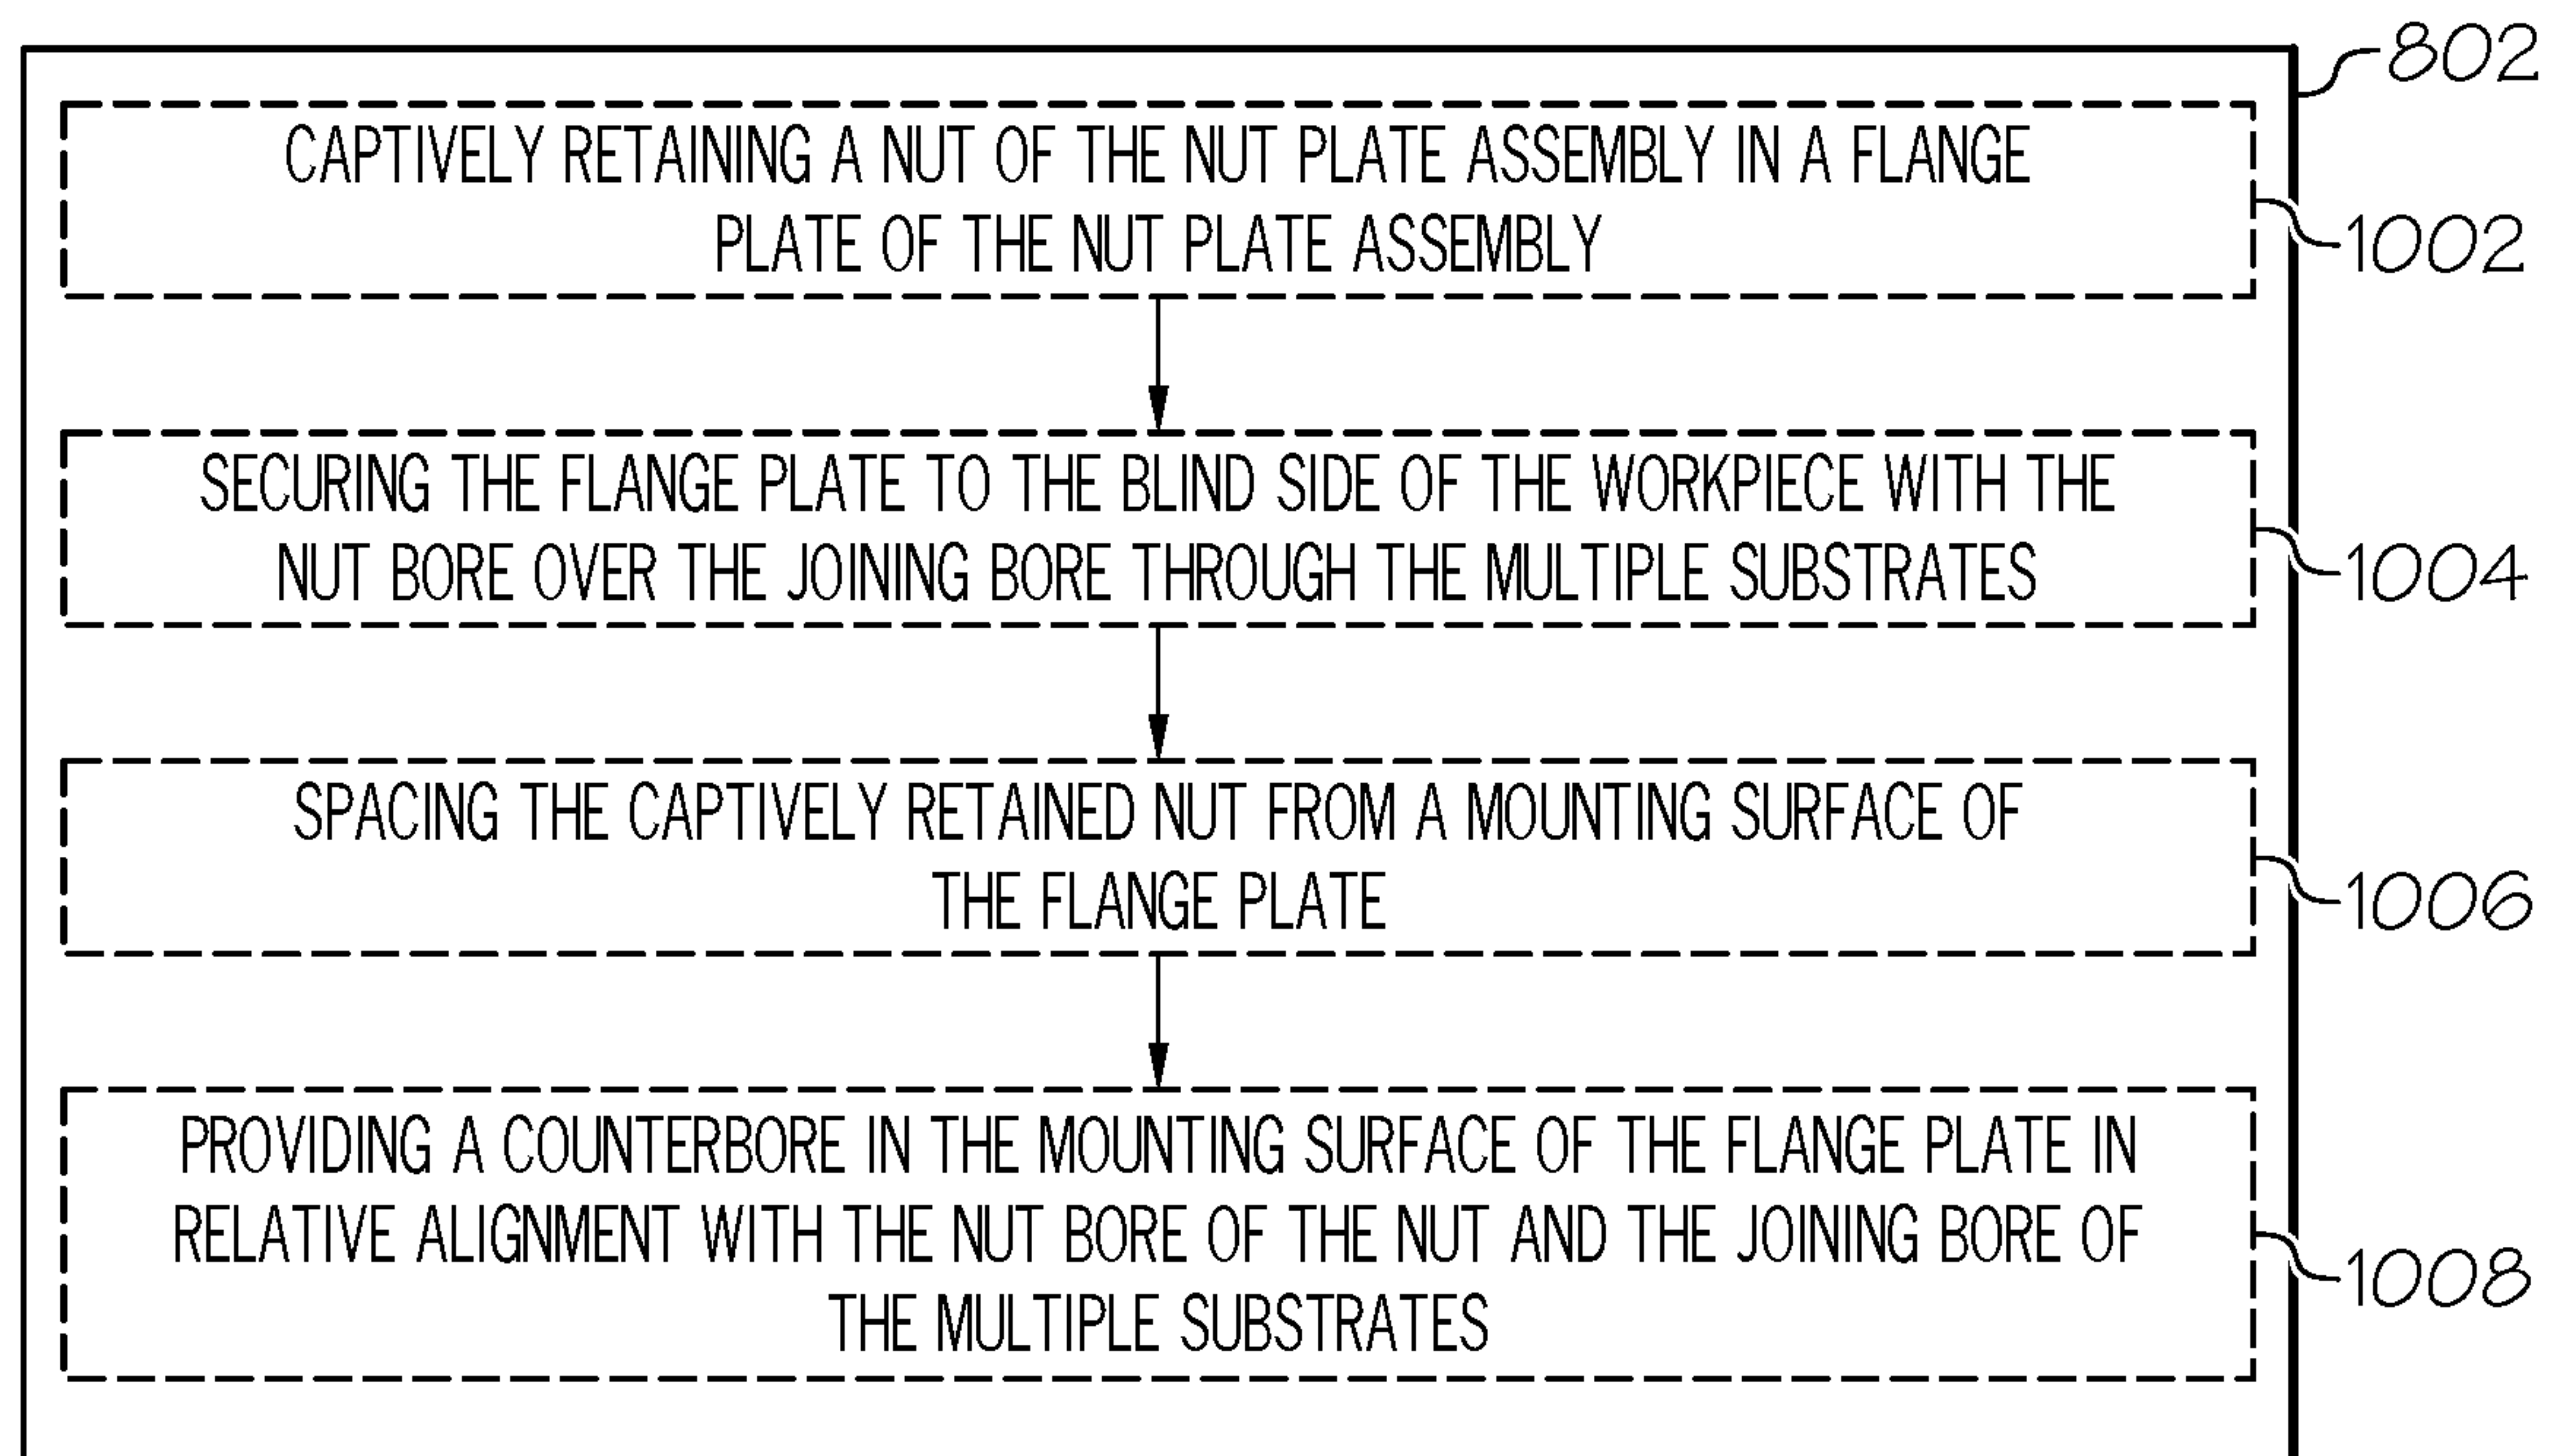 802
CAPTIVELY RETAINING A NUT OF THE NUT PLATE ASSEMBLY IN A FLANGE
PLATE OF THE NUT PLATE ASSEMBLY
1002
SECURING THE FLANGE PLATE TO THE BLIND SIDE OF THE WORKPIECE WITH THE
NUT BORE OVER THE JOINING BORE THROUGH THE MULTIPLE SUBSTRATES
1004
SPACING THE CAPTIVELY RETAINED NUT FROM A MOUNTING SURFACE OF
THE FLANGE PLATE
1006
PROVIDING A COUNTERBORE IN THE MOUNTING SURFACE OF THE FLANGE PLATE IN
RELATIVE ALIGNMENT WITH THE NUT BORE OF THE NUT AND THE JOINING BORE OF
THE MULTIPLE SUBSTRATES
1008